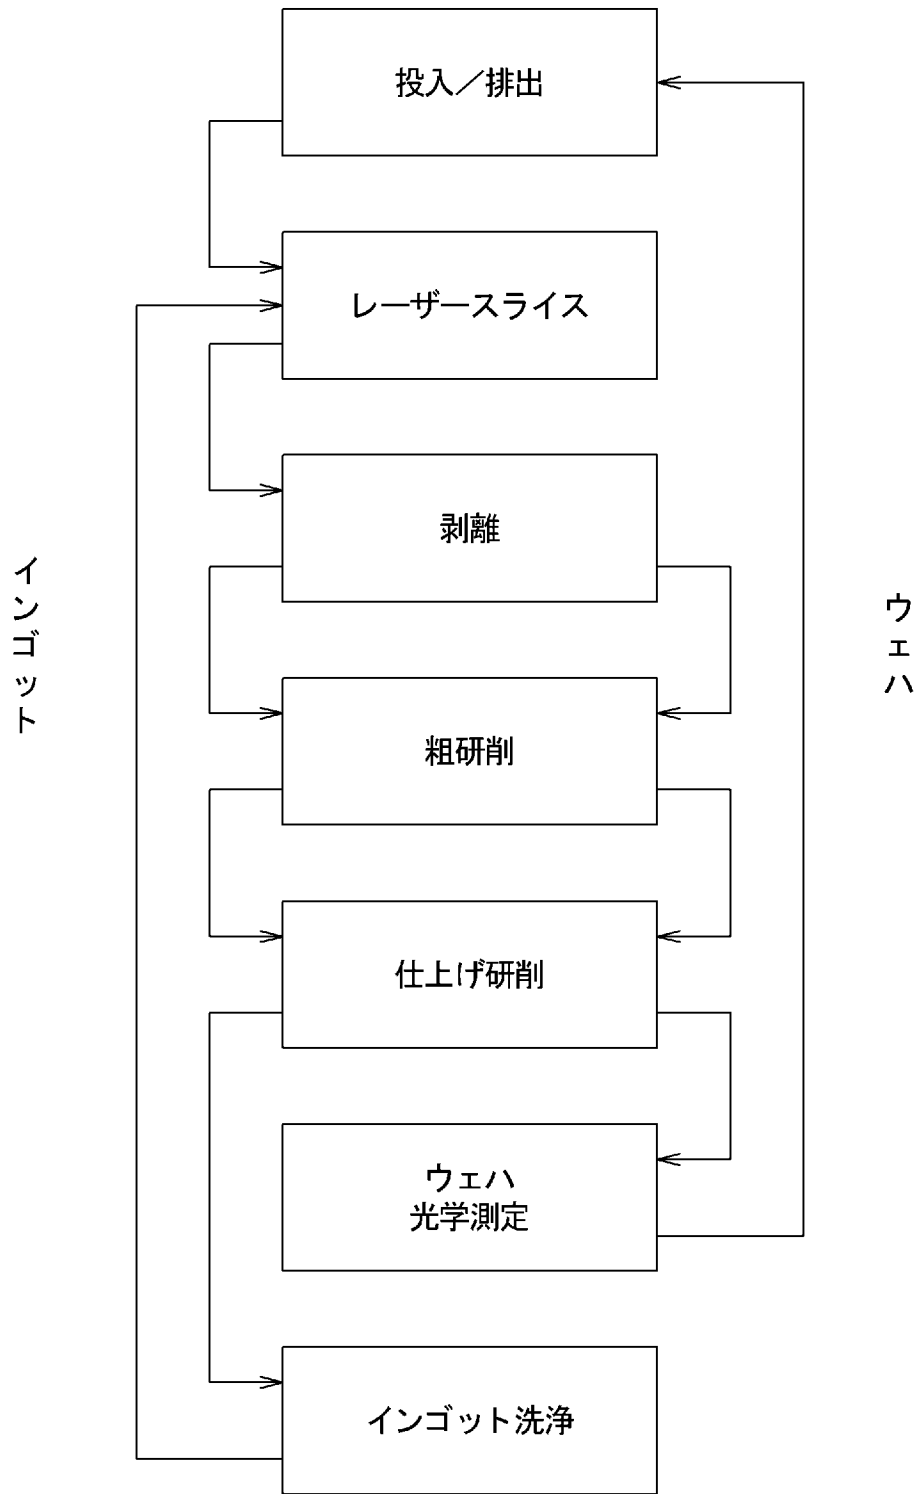 投入／排出
レーザースライス
剥離
インゴット
ウェハ
粗研削
仕上げ研削
ウェハ
光学測定
インゴット洗浄